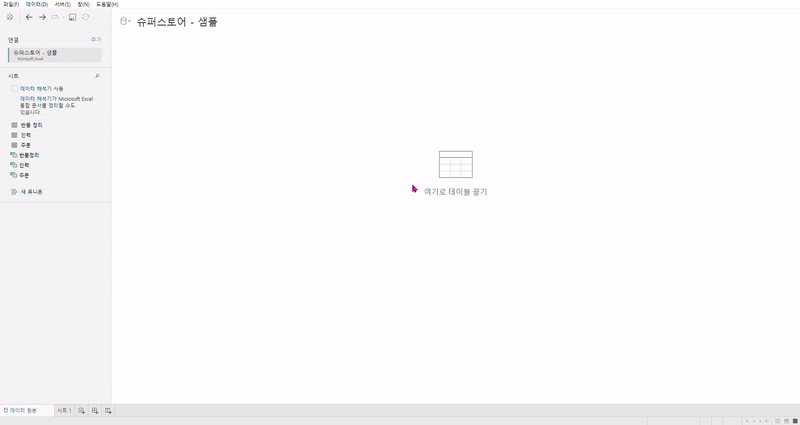 파일(F) 데이터(D) 서버(S) 창(N) 도움말(H)
슈퍼스토어 - 샘플
연결 추가
슈퍼스토어 - 샘플
Microsoft Excel
시트
데이터 해석기 사용
데이터 해석기가 Microsoft Excel
통합 문서를 정리할 수도
있습니다.
반품 정리
인력
주문
반품정리
인력
주문
새 유니온
여기로 테이블 끌기
데이터 원본 시트 1